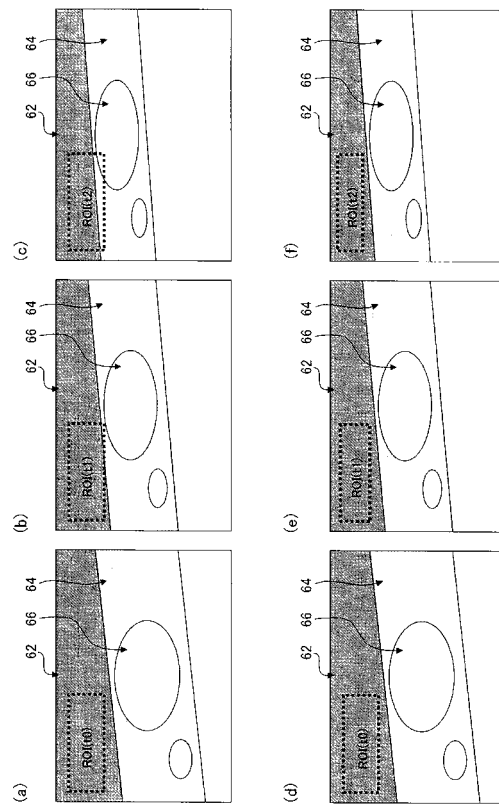 (a)
62 66 64
ROI(t0)
(b)
62 66 64
ROI(t1)
(c)
62 66 64
ROI(t2)
(d)
62 66 64
ROI(t0)
(e)
62 66 64
ROI(t1)
(f)
62 66 64
ROI(t2)